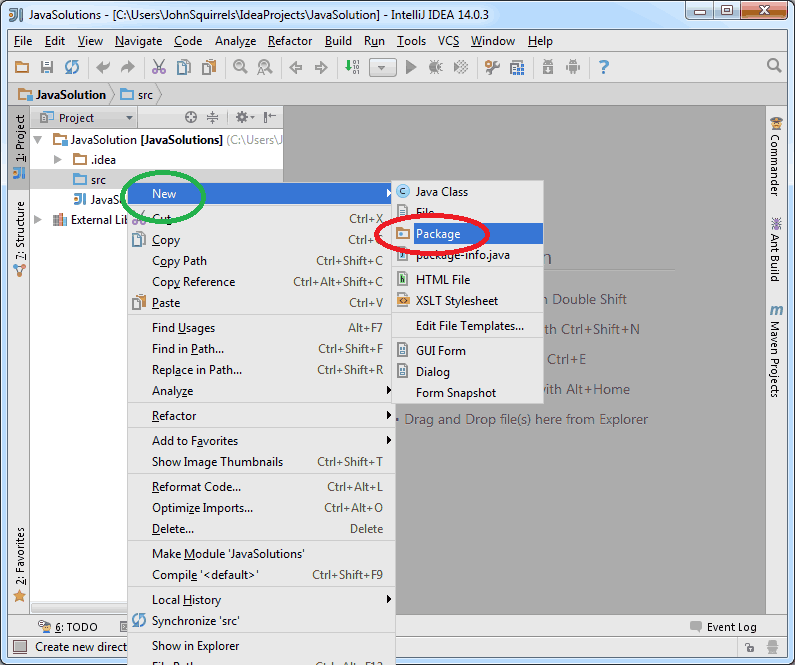 JavaSolutions - [C:\Users\JohnSquirrels\IdeaProjects\JavaSolution] - IntelliJ IDEA 14.0.3
File Edit View Navigate Code Analyze Refactor Build Run Tools VCS Window Help
JavaSolution src
Project
1: Project
7: Structure
2: Favorites
JavaSolution [JavaSolutions] (C:\Users\J
.idea
src
JavaS
External Lib
New
Cut Ctrl+X
Copy Ctrl+C
Copy Path Ctrl+Shift+C
Copy Reference Ctrl+Alt+Shift+C
Paste Ctrl+V
Find Usages Alt+F7
Find in Path... Ctrl+Shift+F
Replace in Path... Ctrl+Shift+R
Analyze
Refactor
Add to Favorites
Show Image Thumbnails Ctrl+Shift+T
Reformat Code... Ctrl+Alt+L
Optimize Imports... Ctrl+Alt+O
Delete... Delete
Make Module 'JavaSolutions'
Compile '<default>' Ctrl+Shift+F9
Local History
Synchronize 'src'
Show in Explorer
File Path Ctrl+Alt+F12
Java Class
File
Package
package-info.java
HTML File
XSLT Stylesheet
Edit File Templates...
GUI Form
Dialog
Form Snapshot
Double Shift
Ctrl+Shift+N
Ctrl+E
with Alt+Home
• Drag and Drop file(s) here from Explorer
Commander
Ant Build
m Maven Projects
6: TODO
Event Log
Create new direct